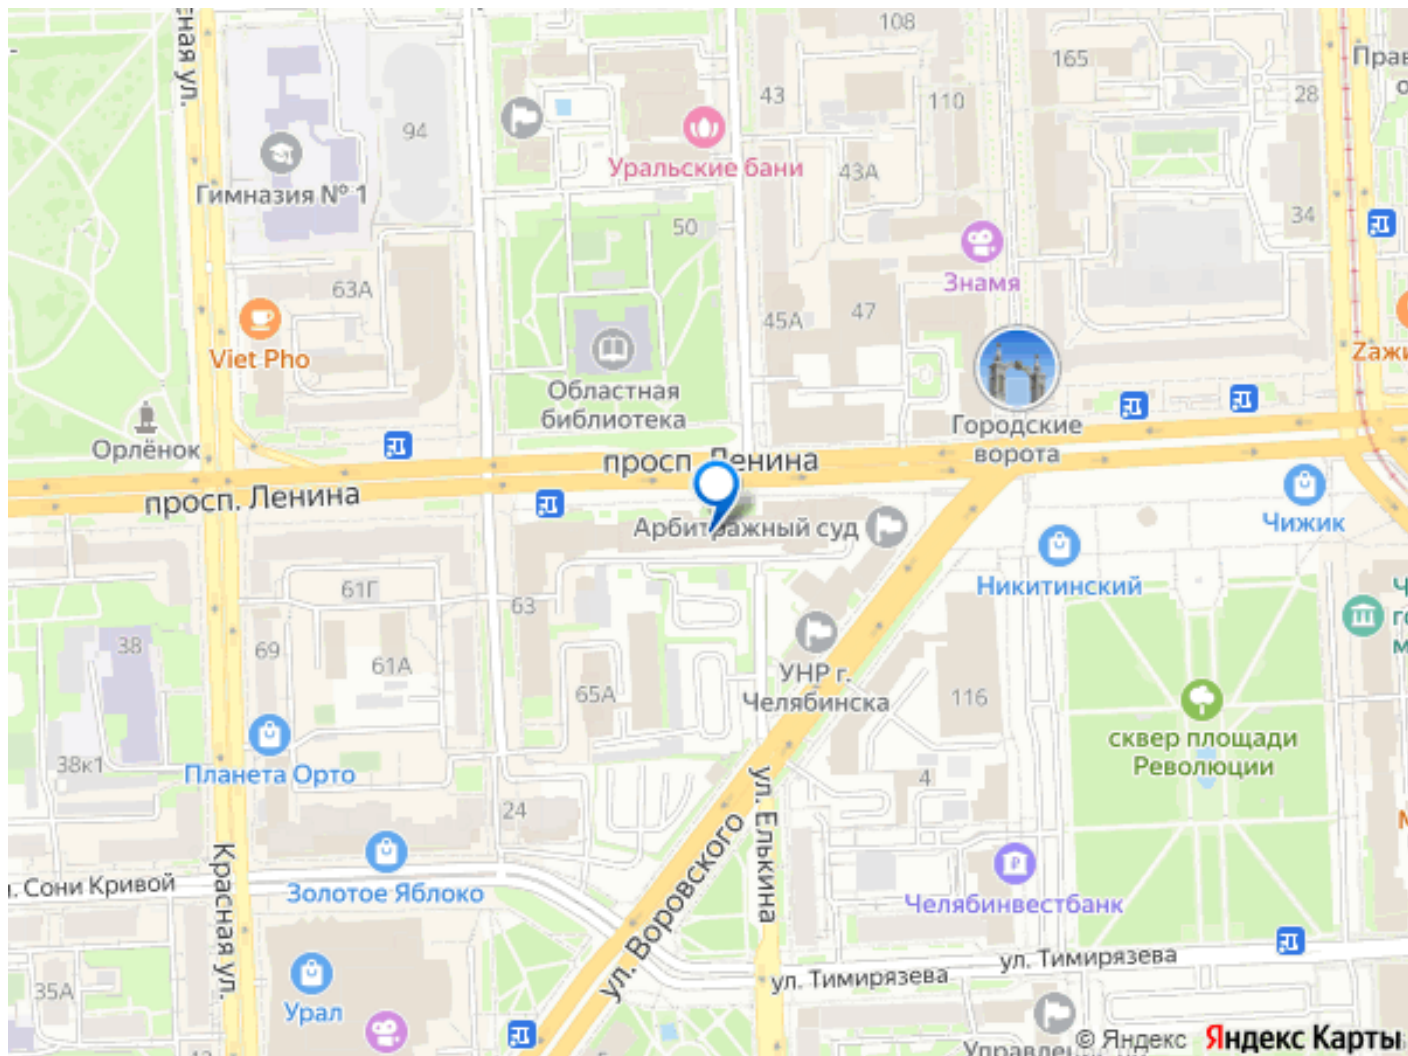 108
165
Прав
28
43
110
94
Уральские бани
43А
Гимназия № 1
34
50
Знамя
63А
47
45А
Viet Pho
Zажи
Областная
библиотека
Городские
ворота
Орлёнок
просп. Ленина
просп. Ленина
Арбитражный суд
Чижик
Никитинский
61Г
63
38
69
61А
65А
УНР г.
Челябинска
116
сквер площади
Революции
38к1
Планета Орто
4
24
ул. Елькина
ул. Воровского
Красная ул.
сная ул.
. Сони Кривой
Золотое Яблоко
Челябинвестбанк
ул. Тимирязева
ул. Тимирязева
35А
Урал
© Яндекс Яндекс Карты